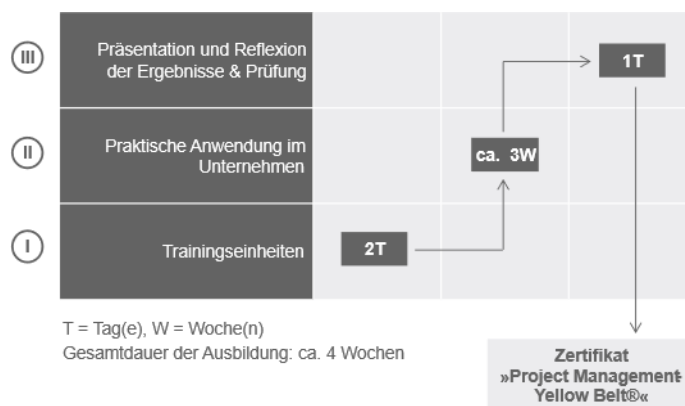 III
Präsentation und Reflexion
der Ergebnisse & Prüfung
1T
II
Praktische Anwendung im
Unternehmen
ca. 3W
I
Trainingseinheiten
2T
T = Tag(e), W = Woche(n)
Gesamtdauer der Ausbildung: ca. 4 Wochen
Zertifikat
»Project Management-
Yellow Belt®«